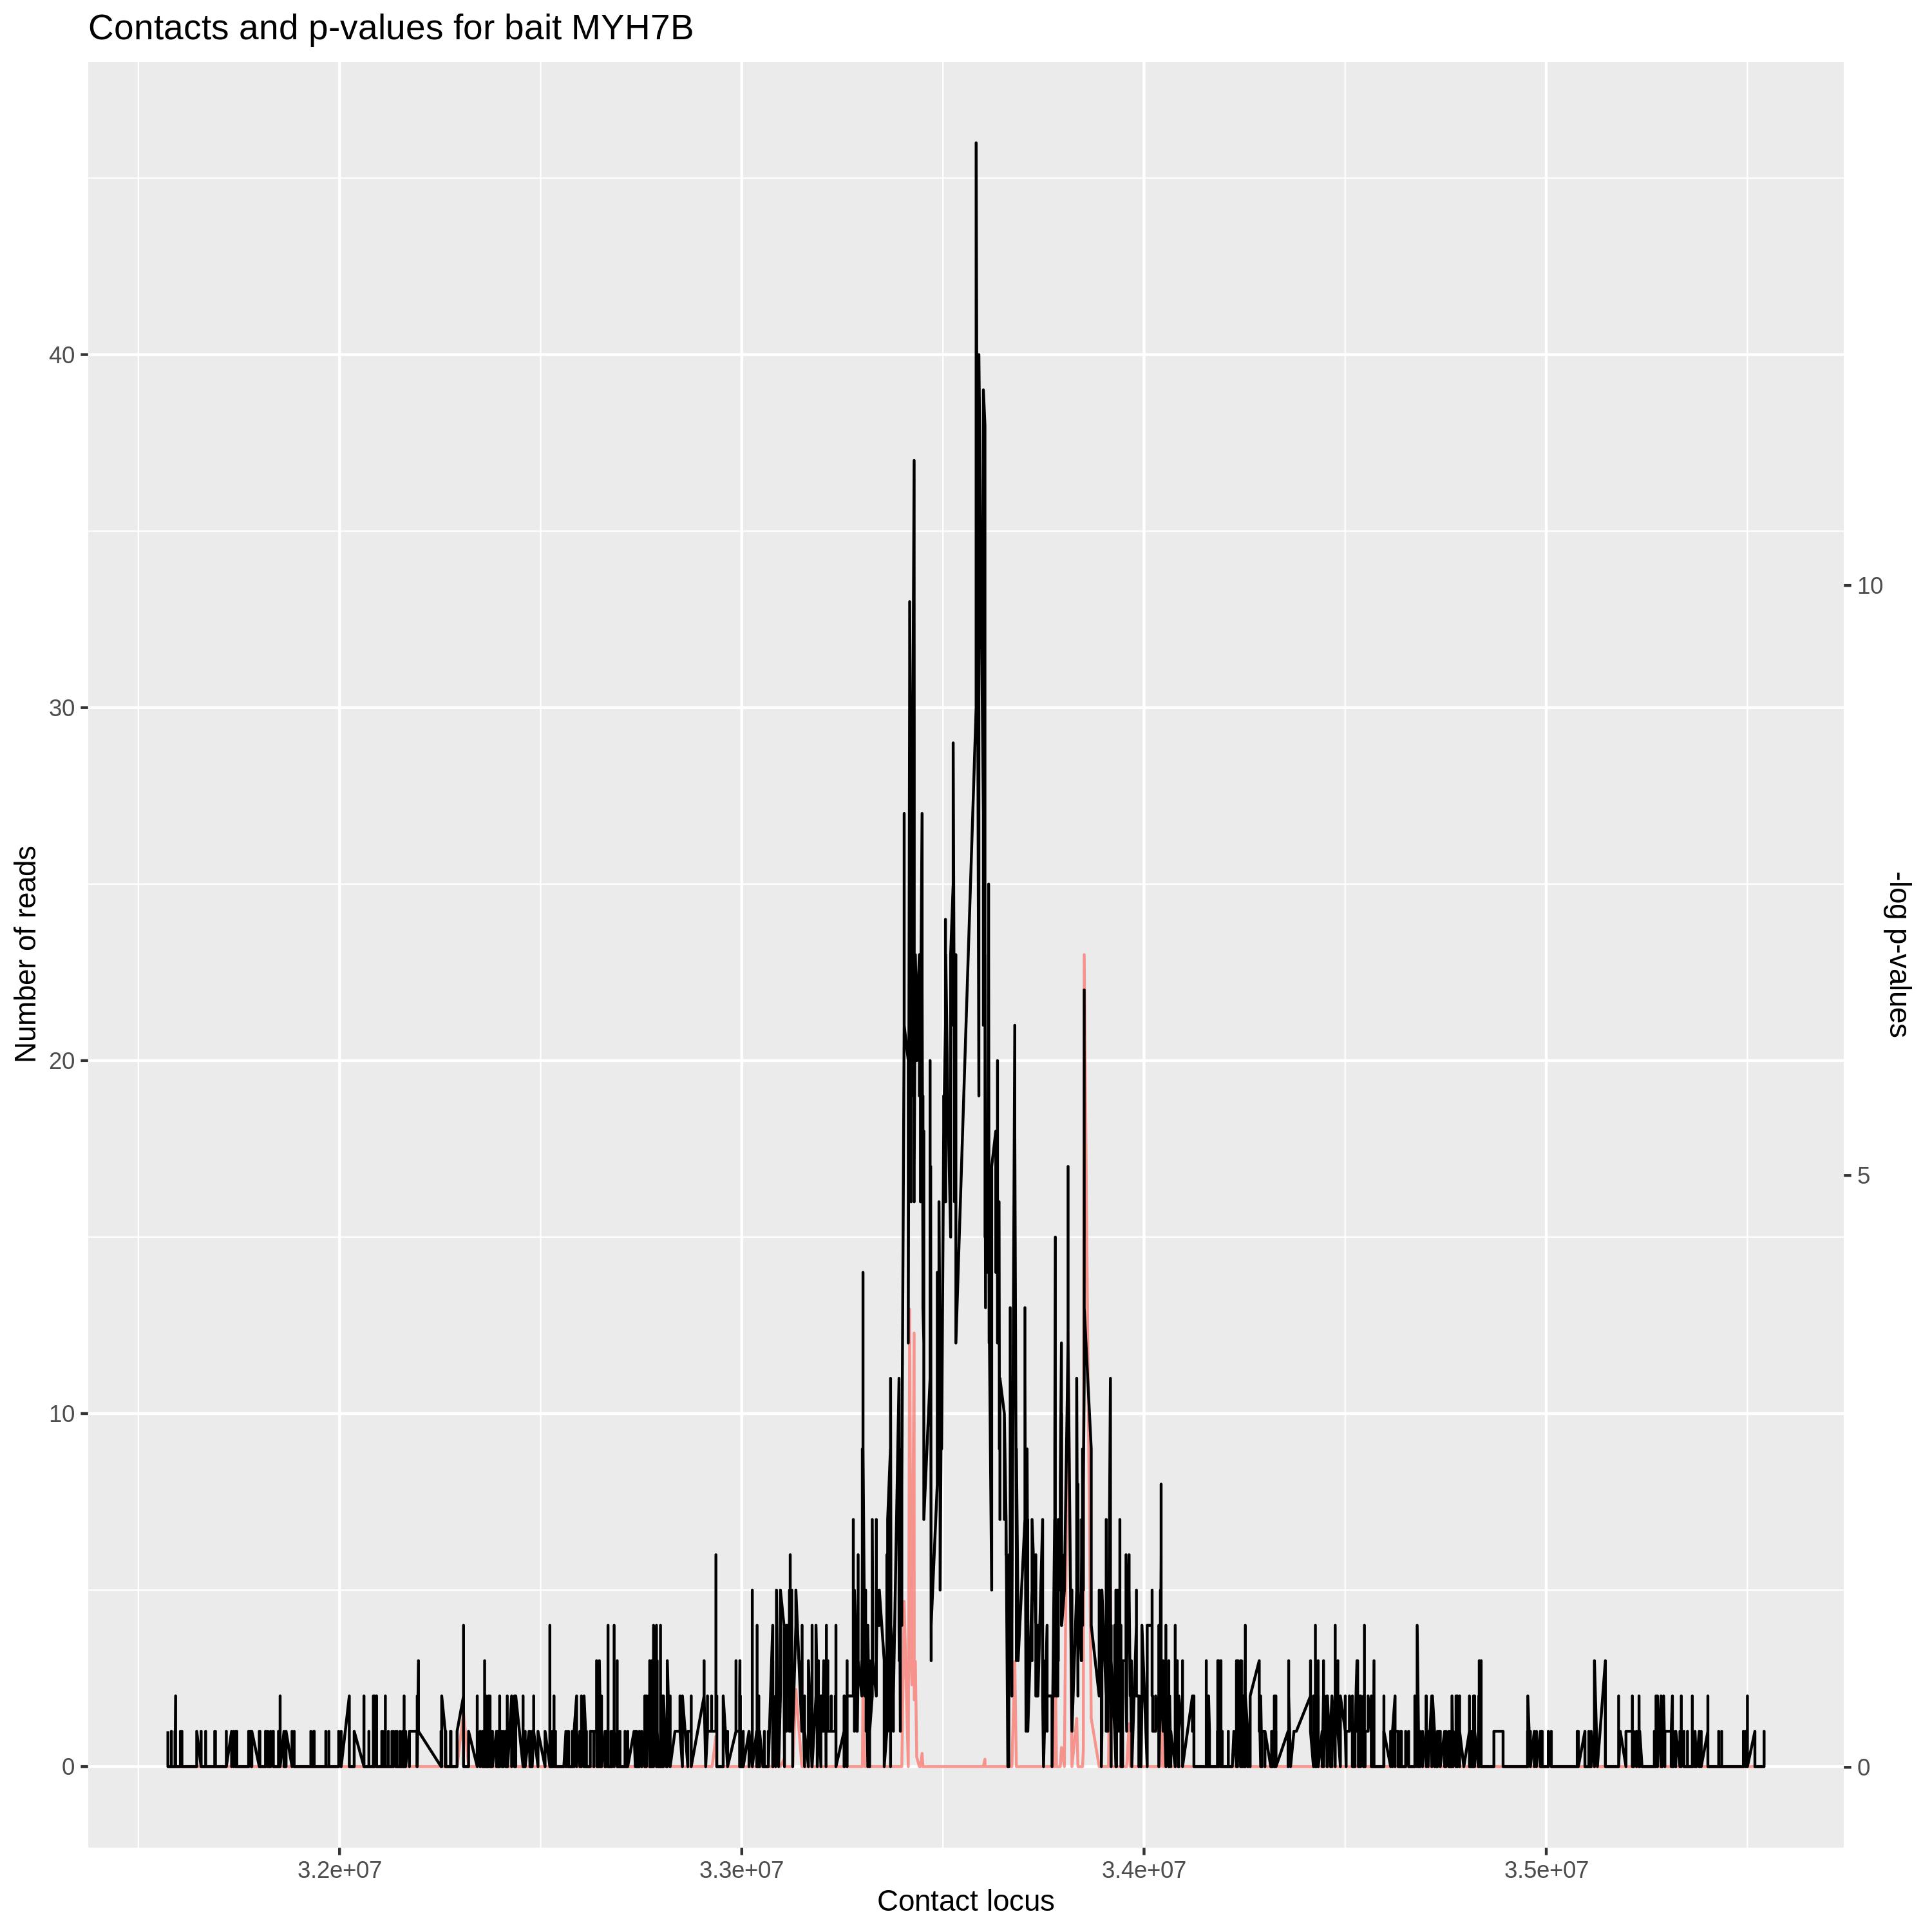 Contacts and p-values for bait MYH7B
40
30
20
10
0
Number of reads
10
5
0
-log p-values
3.2e+07
3.3e+07
3.4e+07
3.5e+07
Contact locus